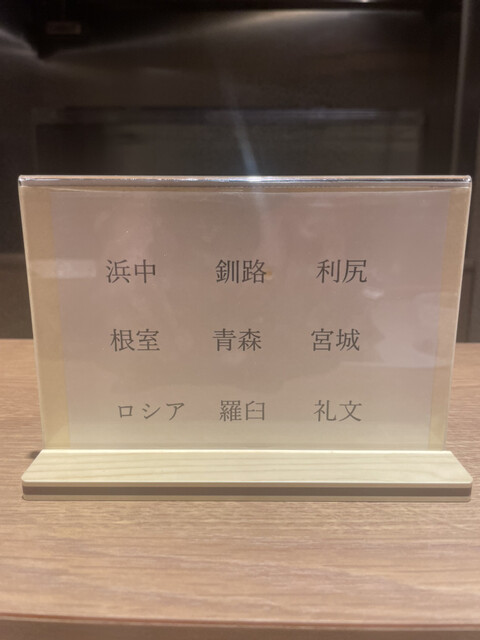 浜中 釧路 利尻
根室 青森 宮城
ロシア 羅臼 礼文